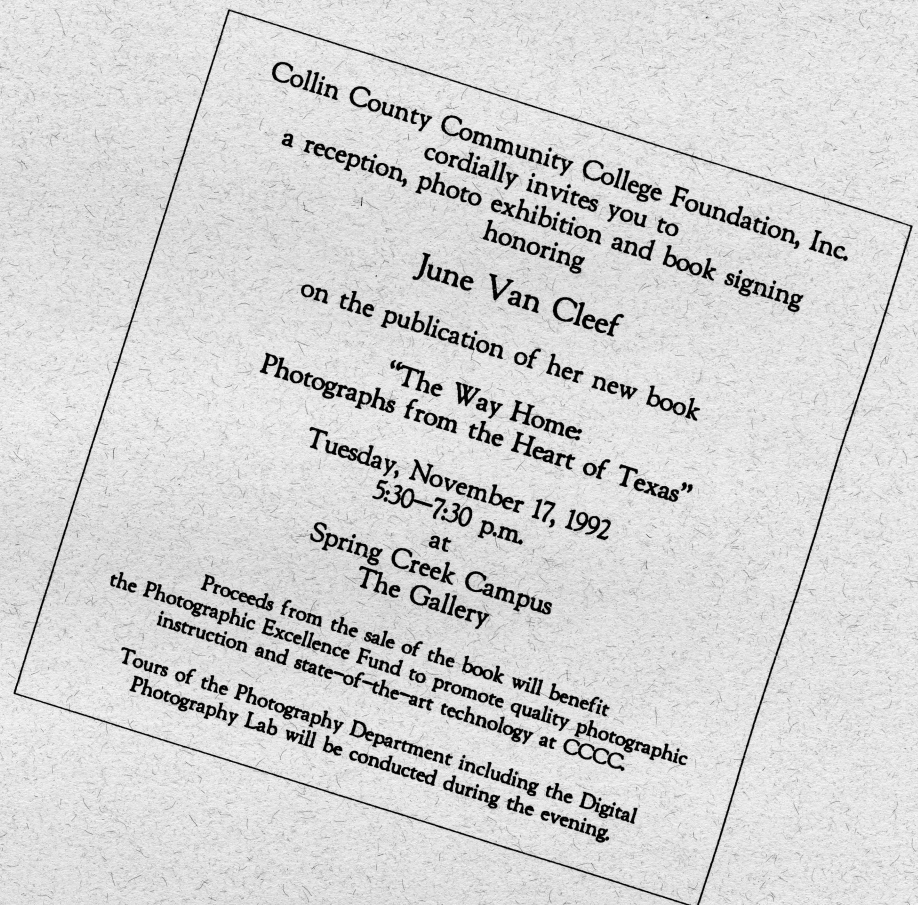 Collin County Community College Foundation, Inc.
cordially invites you to
a reception, photo exhibition and book signing
honoring
June Van Cleef
on the publication of her new book
“The Way Home:
Photographs from the Heart of Texas”
Tuesday, November 17, 1992
5:30—7:30 p.m.
at
Spring Creek Campus
The Gallery
Proceeds from the sale of the book will benefit
the Photographic Excellence Fund to promote quality photographic
instruction and state-of-the-art technology at CCCC.
Tours of the Photography Department including the Digital
Photography Lab will be conducted during the evening.